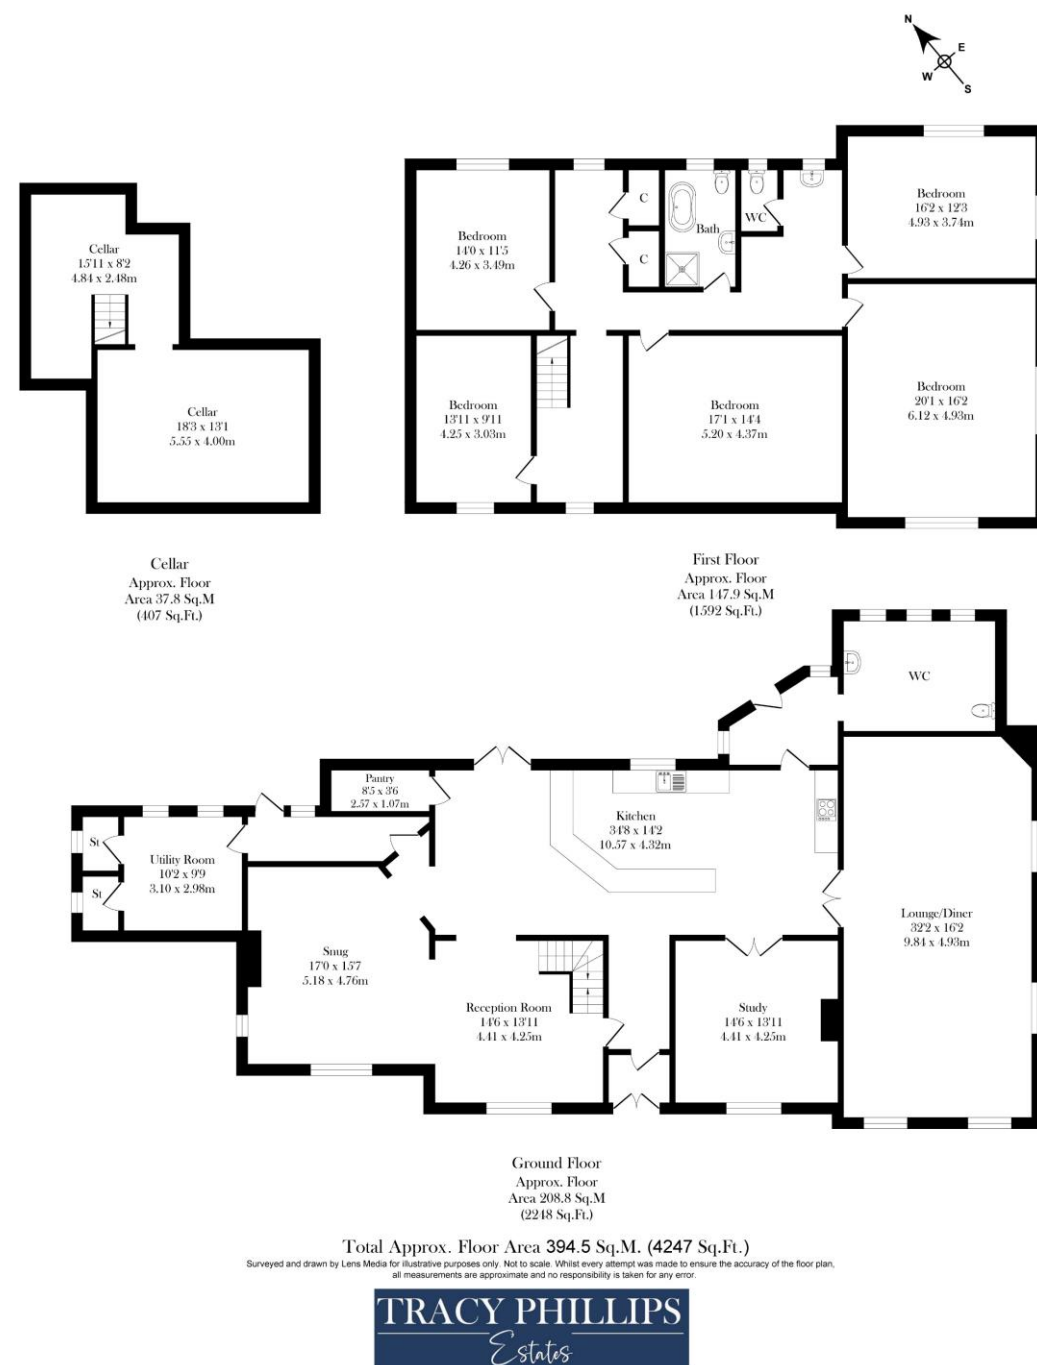 N
E
W
S
Cellar
15'11 x 8'2
4.84 x 2.48m
Cellar
18'3 x 13'1
5.55 x 4.00m
Cellar
Approx. Floor
Area 37.8 Sq.M
(407 Sq.Ft.)
Bedroom
14'0 x 11'5
4.26 x 3.49m
C
C
Bath
WC
Bedroom
16'2 x 12'3
4.93 x 3.74m
Bedroom
13'11 x 9'11
4.25 x 3.03m
Bedroom
17'1 x 14'4
5.20 x 4.37m
Bedroom
20'1 x 16'2
6.12 x 4.93m
First Floor
Approx. Floor
Area 147.9 Sq.M
(1592 Sq.Ft.)
WC
Pantry
8'5 x 3'6
2.57 x 1.07m
Kitchen
34'8 x 14'2
10.57 x 4.32m
St
St
Utility Room
10'2 x 9'9
3.10 x 2.98m
Snug
17'0 x 15'7
5.18 x 4.76m
Reception Room
14'6 x 13'11
4.41 x 4.25m
Study
14'6 x 13'11
4.41 x 4.25m
Lounge/Diner
32'2 x 16'2
9.84 x 4.93m
Ground Floor
Approx. Floor
Area 208.8 Sq.M
(2248 Sq.Ft.)
Total Approx. Floor Area 394.5 Sq.M. (4247 Sq.Ft.)
Surveyed and drawn by Lens Media for illustrative purposes only. Not to scale. Whilst every attempt was made to ensure the accuracy of the floor plan,
all measurements are approximate and no responsibility is taken for any error.
TRACY PHILLIPS
Estates